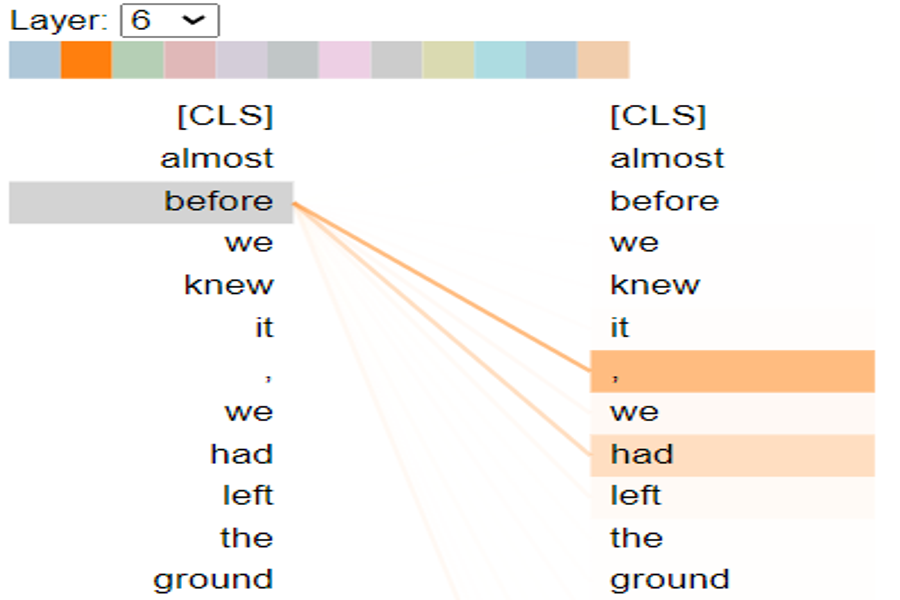 Layer: 6
[CLS] [CLS]
almost almost
before before
we we
knew knew
it it
, ,
we we
had had
left left
the the
ground ground